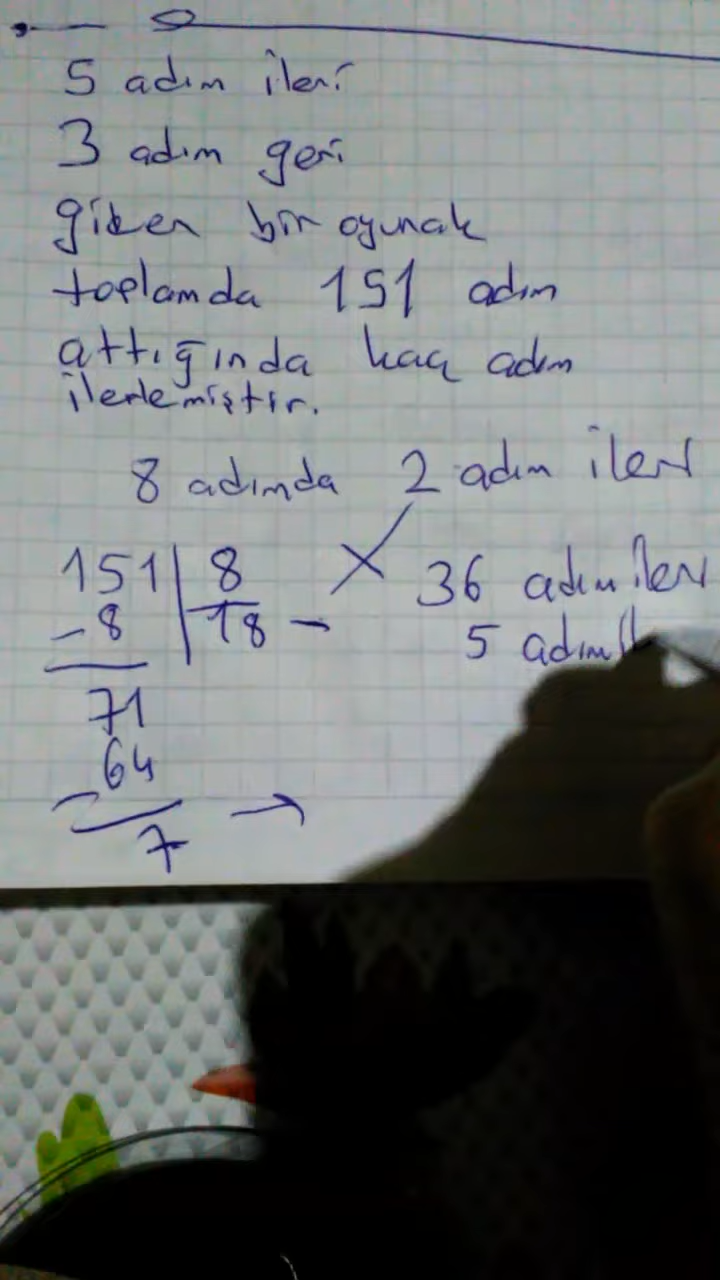 5 adım ileri
3 adım geri
giden bir oyuncak
toplamda 151 adım
attığında kaç adım
ilerlemiştir.
8 adımda 2 adım ileri
151 | 8
-8 18 -
71
-64
7 →
36 adım ileri
5 adım